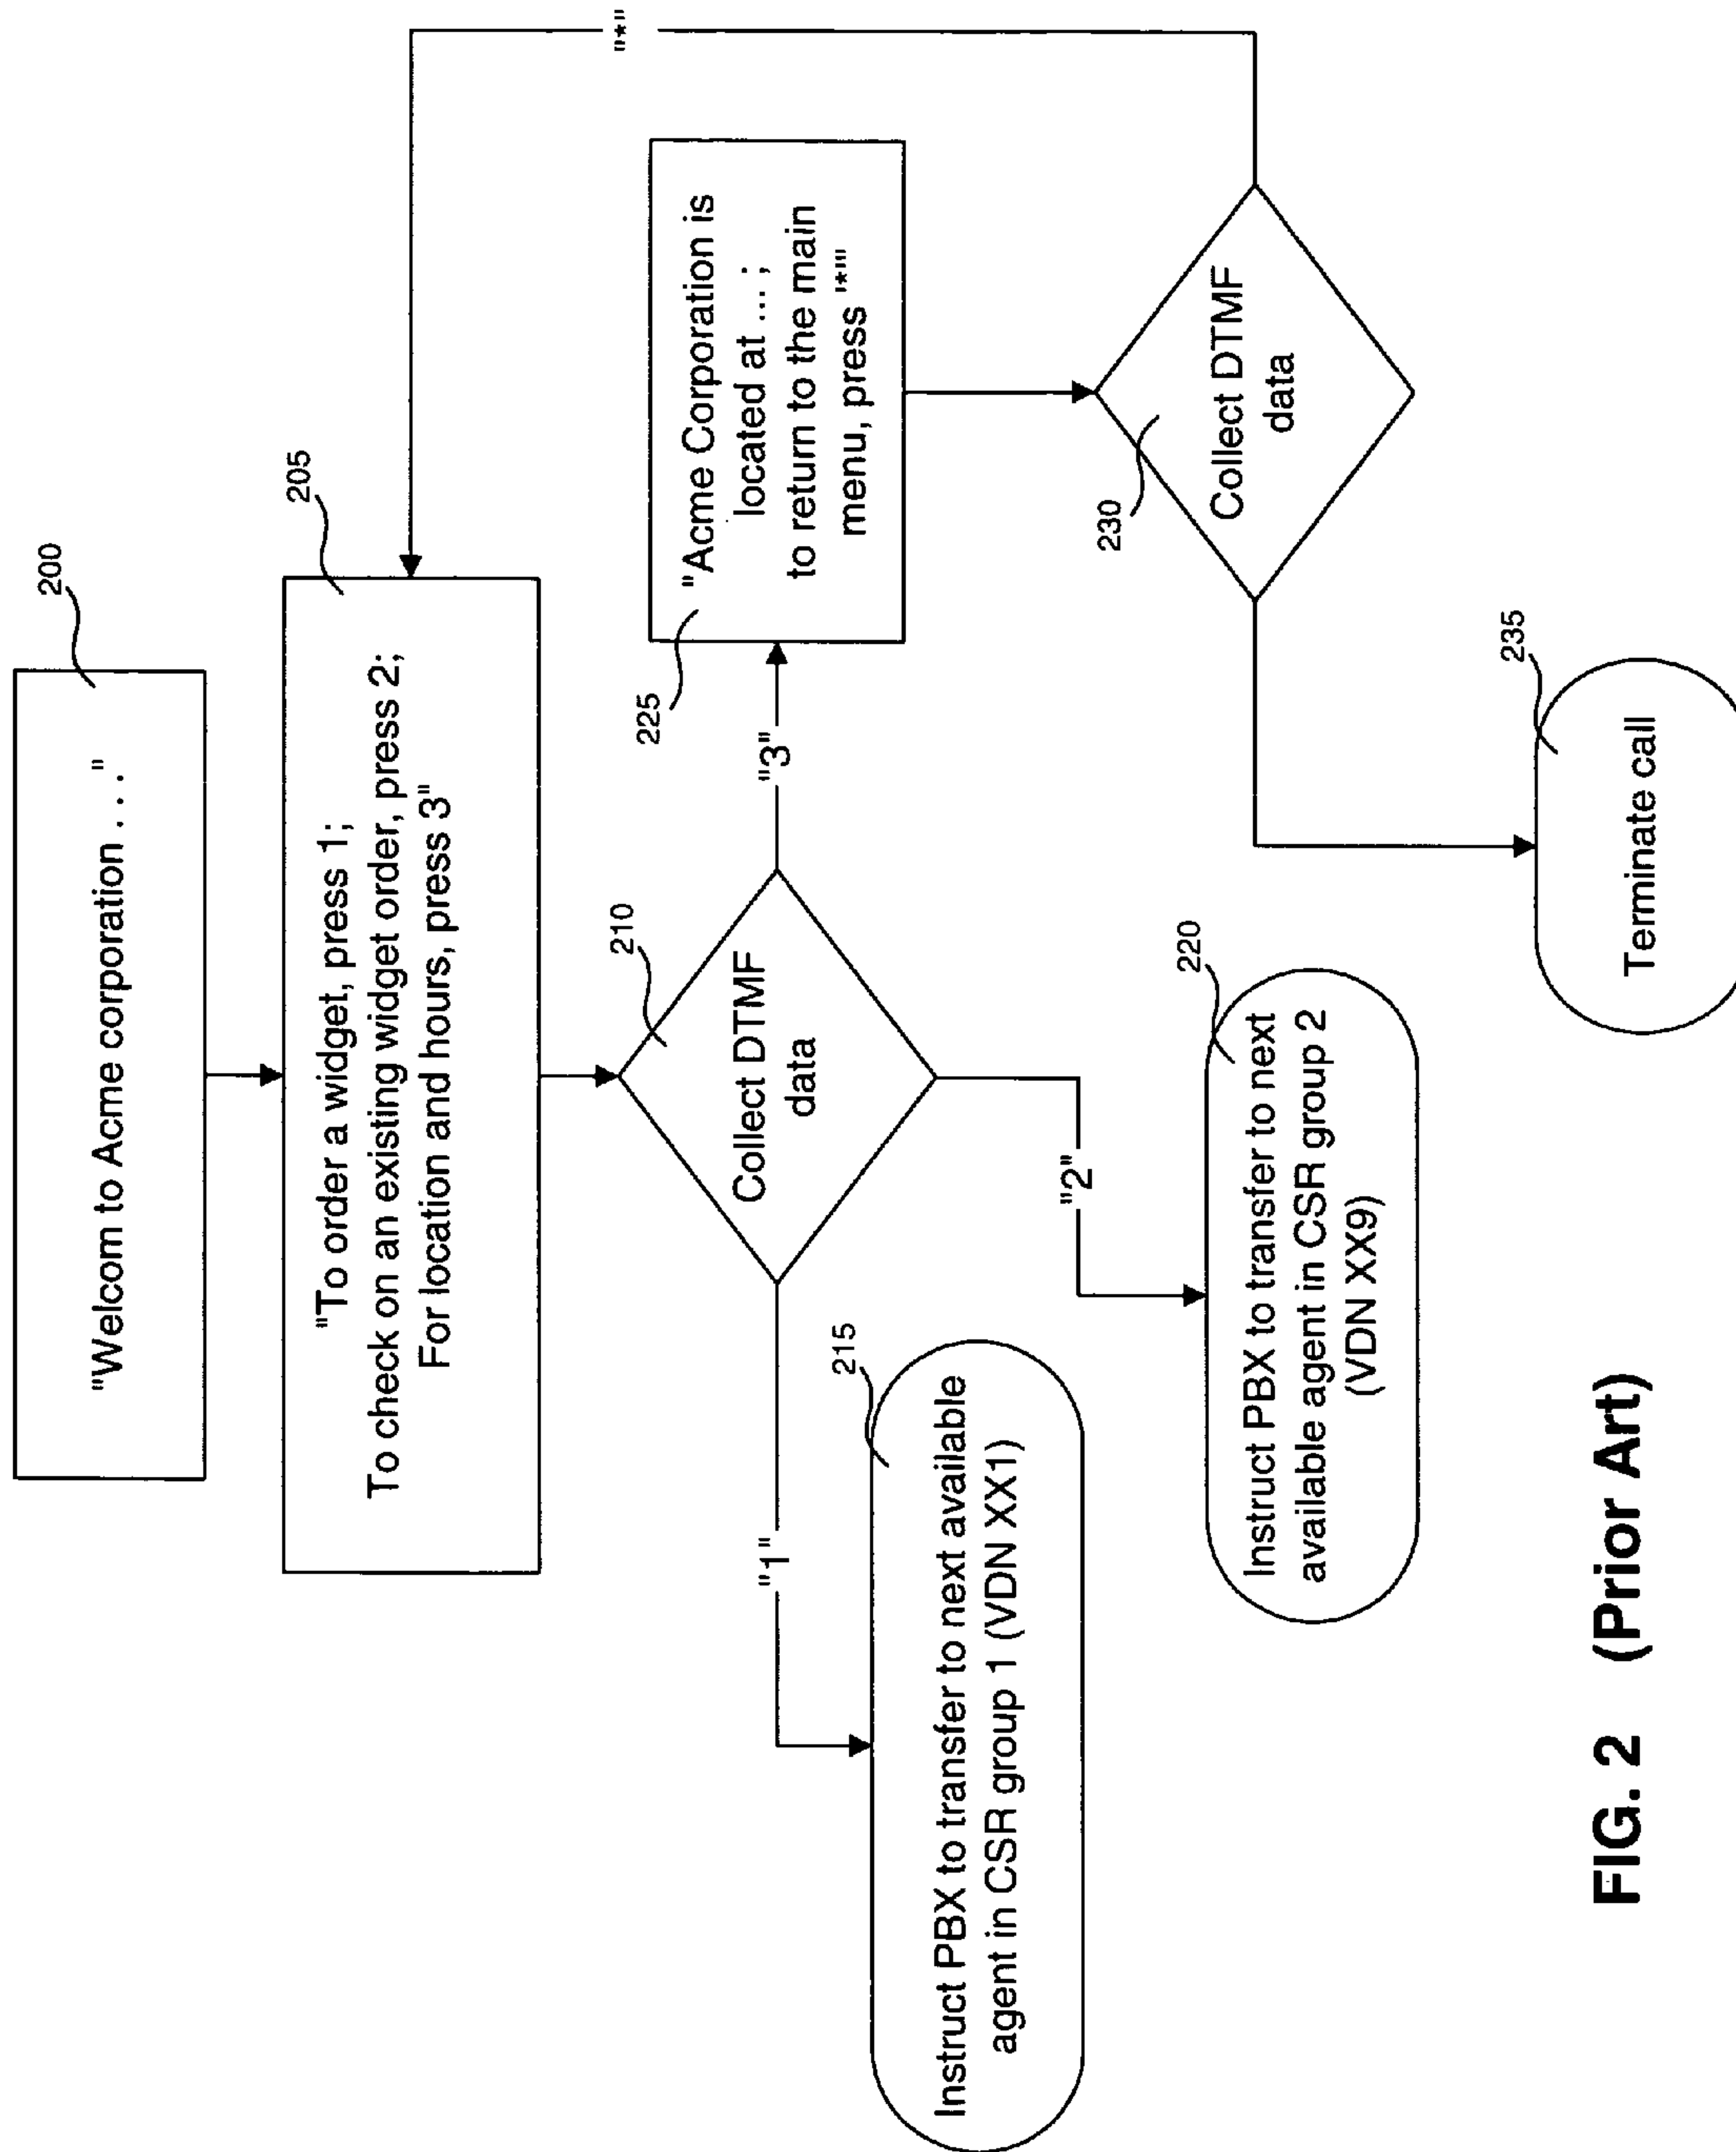 200
"Welcom to Acme corporation . . ."
205
"To order a widget, press 1;
To check on an existing widget order, press 2;
For location and hours, press 3"
210
Collect DTMF
data
"1"
"2"
"3"
215
Instruct PBX to transfer to next available
agent in CSR group 1 (VDN XX1)
220
Instruct PBX to transfer to next
available agent in CSR group 2
(VDN XX9)
225
"Acme Corporation is
located at ... ;
to return to the main
menu, press '*'"
230
Collect DTMF
data
"*"
235
Terminate call
FIG. 2 (Prior Art)